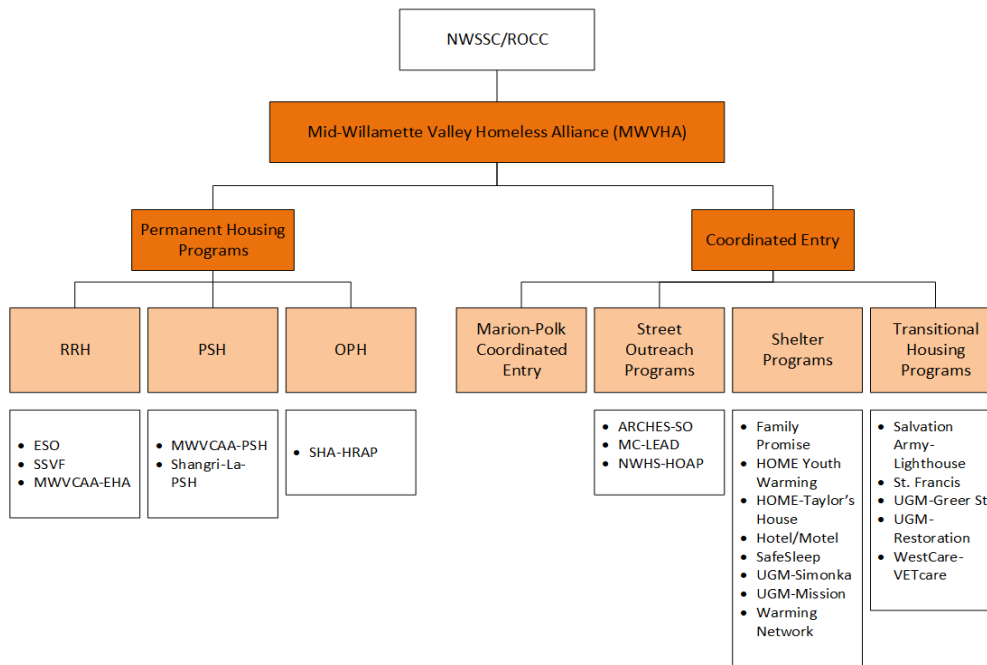 NWSSC/ROCC
Mid-Willamette Valley Homeless Alliance (MWVHA)
Permanent Housing
Programs
Coordinated Entry
RRH
PSH
OPH
Marion-Polk
Coordinated
Entry
Street
Outreach
Programs
Shelter
Programs
Transitional
Housing
Programs
• ESO
• SSVF
• MWVCAA-EHA
• MWVCAA-PSH
• Shangri-La-
PSH
• SHA-HRAP
• ARCHES-SO
• MC-LEAD
• NWHS-HOAP
• Family
Promise
• HOME Youth
Warming
• HOME-Taylor's
House
• Hotel/Motel
• SafeSleep
• UGM-Simonka
• UGM-Mission
• Warming
Network
• Salvation
Army-
Lighthouse
• St. Francis
• UGM-Greer St
• UGM-
Restoration
• WestCare-
VETcare